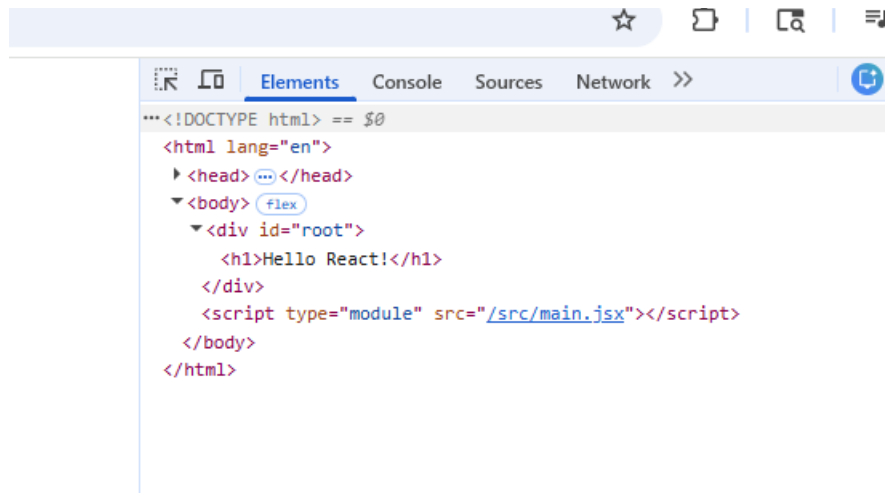 Elements Console Sources Network
<!DOCTYPE html> == $0
<html lang="en">
<head>…</head>
<body> flex
<div id="root">
<h1>Hello React!</h1>
</div>
<script type="module" src="/src/main.jsx"></script>
</body>
</html>